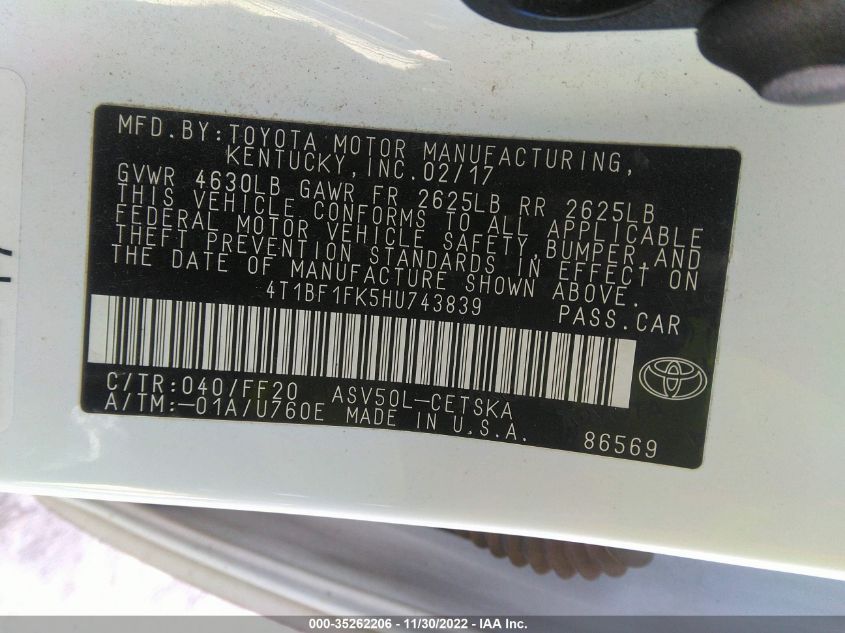 MFD.BY:TOYOTA MOTOR MANUFACTURING,
KENTUCKY,INC.02/17
GVWR 4630LB GAWR FR 2625LB RR 2625LB
THIS VEHICLE CONFORMS TO ALL APPLICABLE
FEDERAL MOTOR VEHICLE SAFETY,BUMPER,AND
THEFT PREVENTION STANDARDS IN EFFECT ON
THE DATE OF MANUFACTURE SHOWN ABOVE.
4T1BF1FK5HU743839 PASS.CAR
C/TR:040/FF20 ASV50L-CETSKA
A/TM:-01A/U760E MADE IN U.S.A.
86569
000-35262206 - 11/30/2022 - IAA Inc.